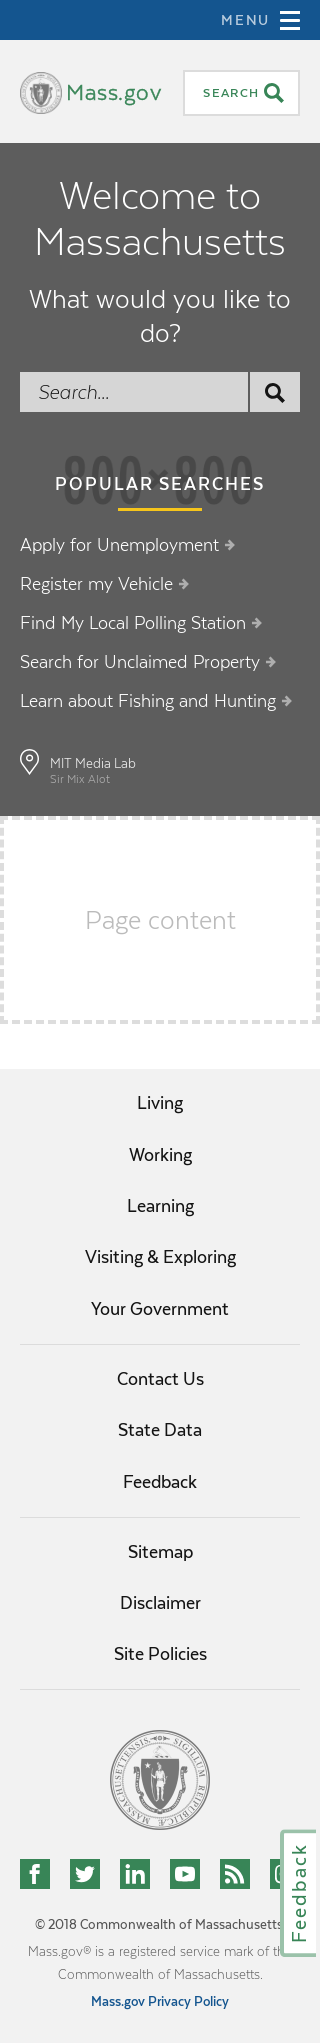 MENU
Mass.gov
SEARCH
Welcome to
Massachusetts
What would you like to
do?
Search...
800×800
POPULAR SEARCHES
Apply for Unemployment
Register my Vehicle
Find My Local Polling Station
Search for Unclaimed Property
Learn about Fishing and Hunting
MIT Media Lab
Sir Mix Alot
Page content
Living
Working
Learning
Visiting & Exploring
Your Government
Contact Us
State Data
Feedback
Sitemap
Disclaimer
Site Policies
Feedback
© 2018 Commonwealth of Massachusetts
Mass.gov® is a registered service mark of
Commonwealth of Massachusetts.
Mass.gov Privacy Policy